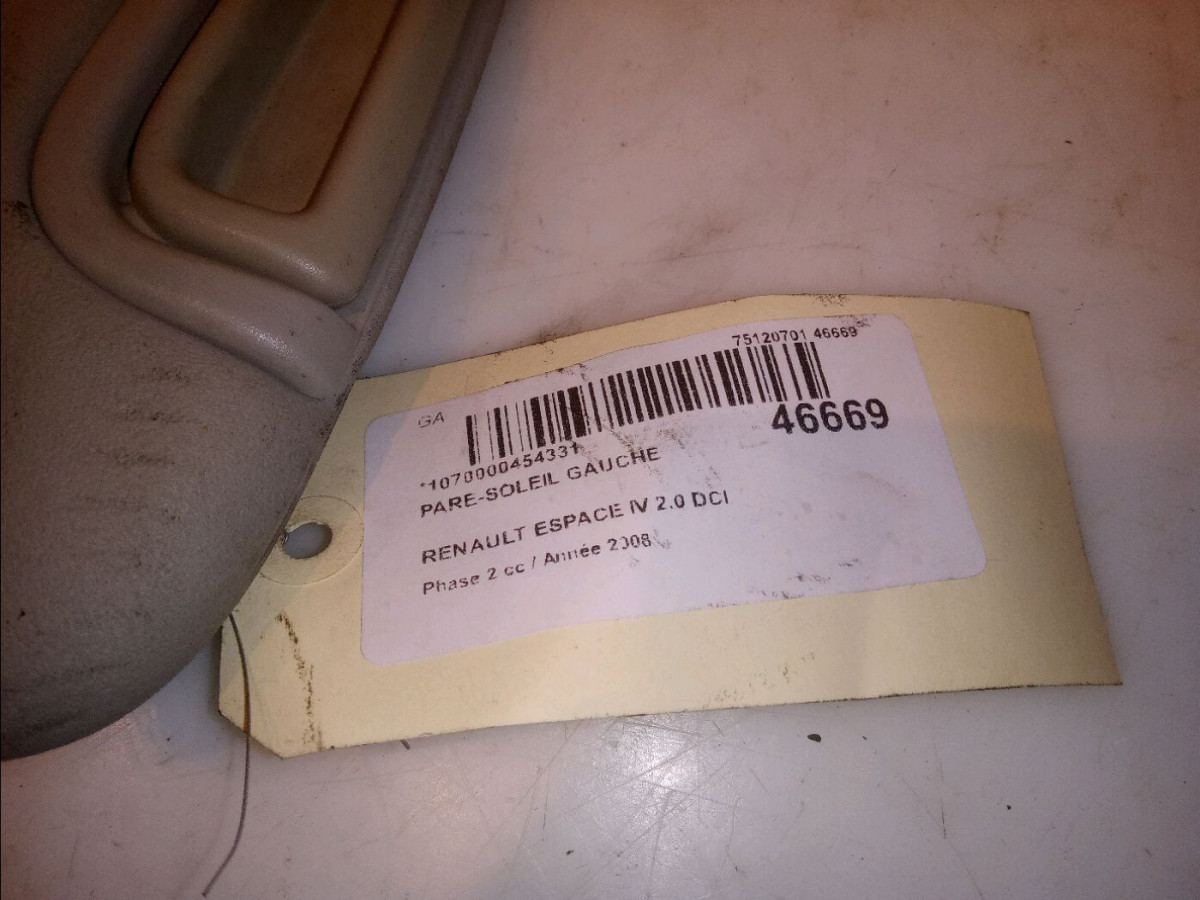 75120701 46669
GA
46669
*1070000454331
PARE-SOLEIL GAUCHE
RENAULT ESPACE IV 2.0 DCI
Phase 2 cc / Année 2008